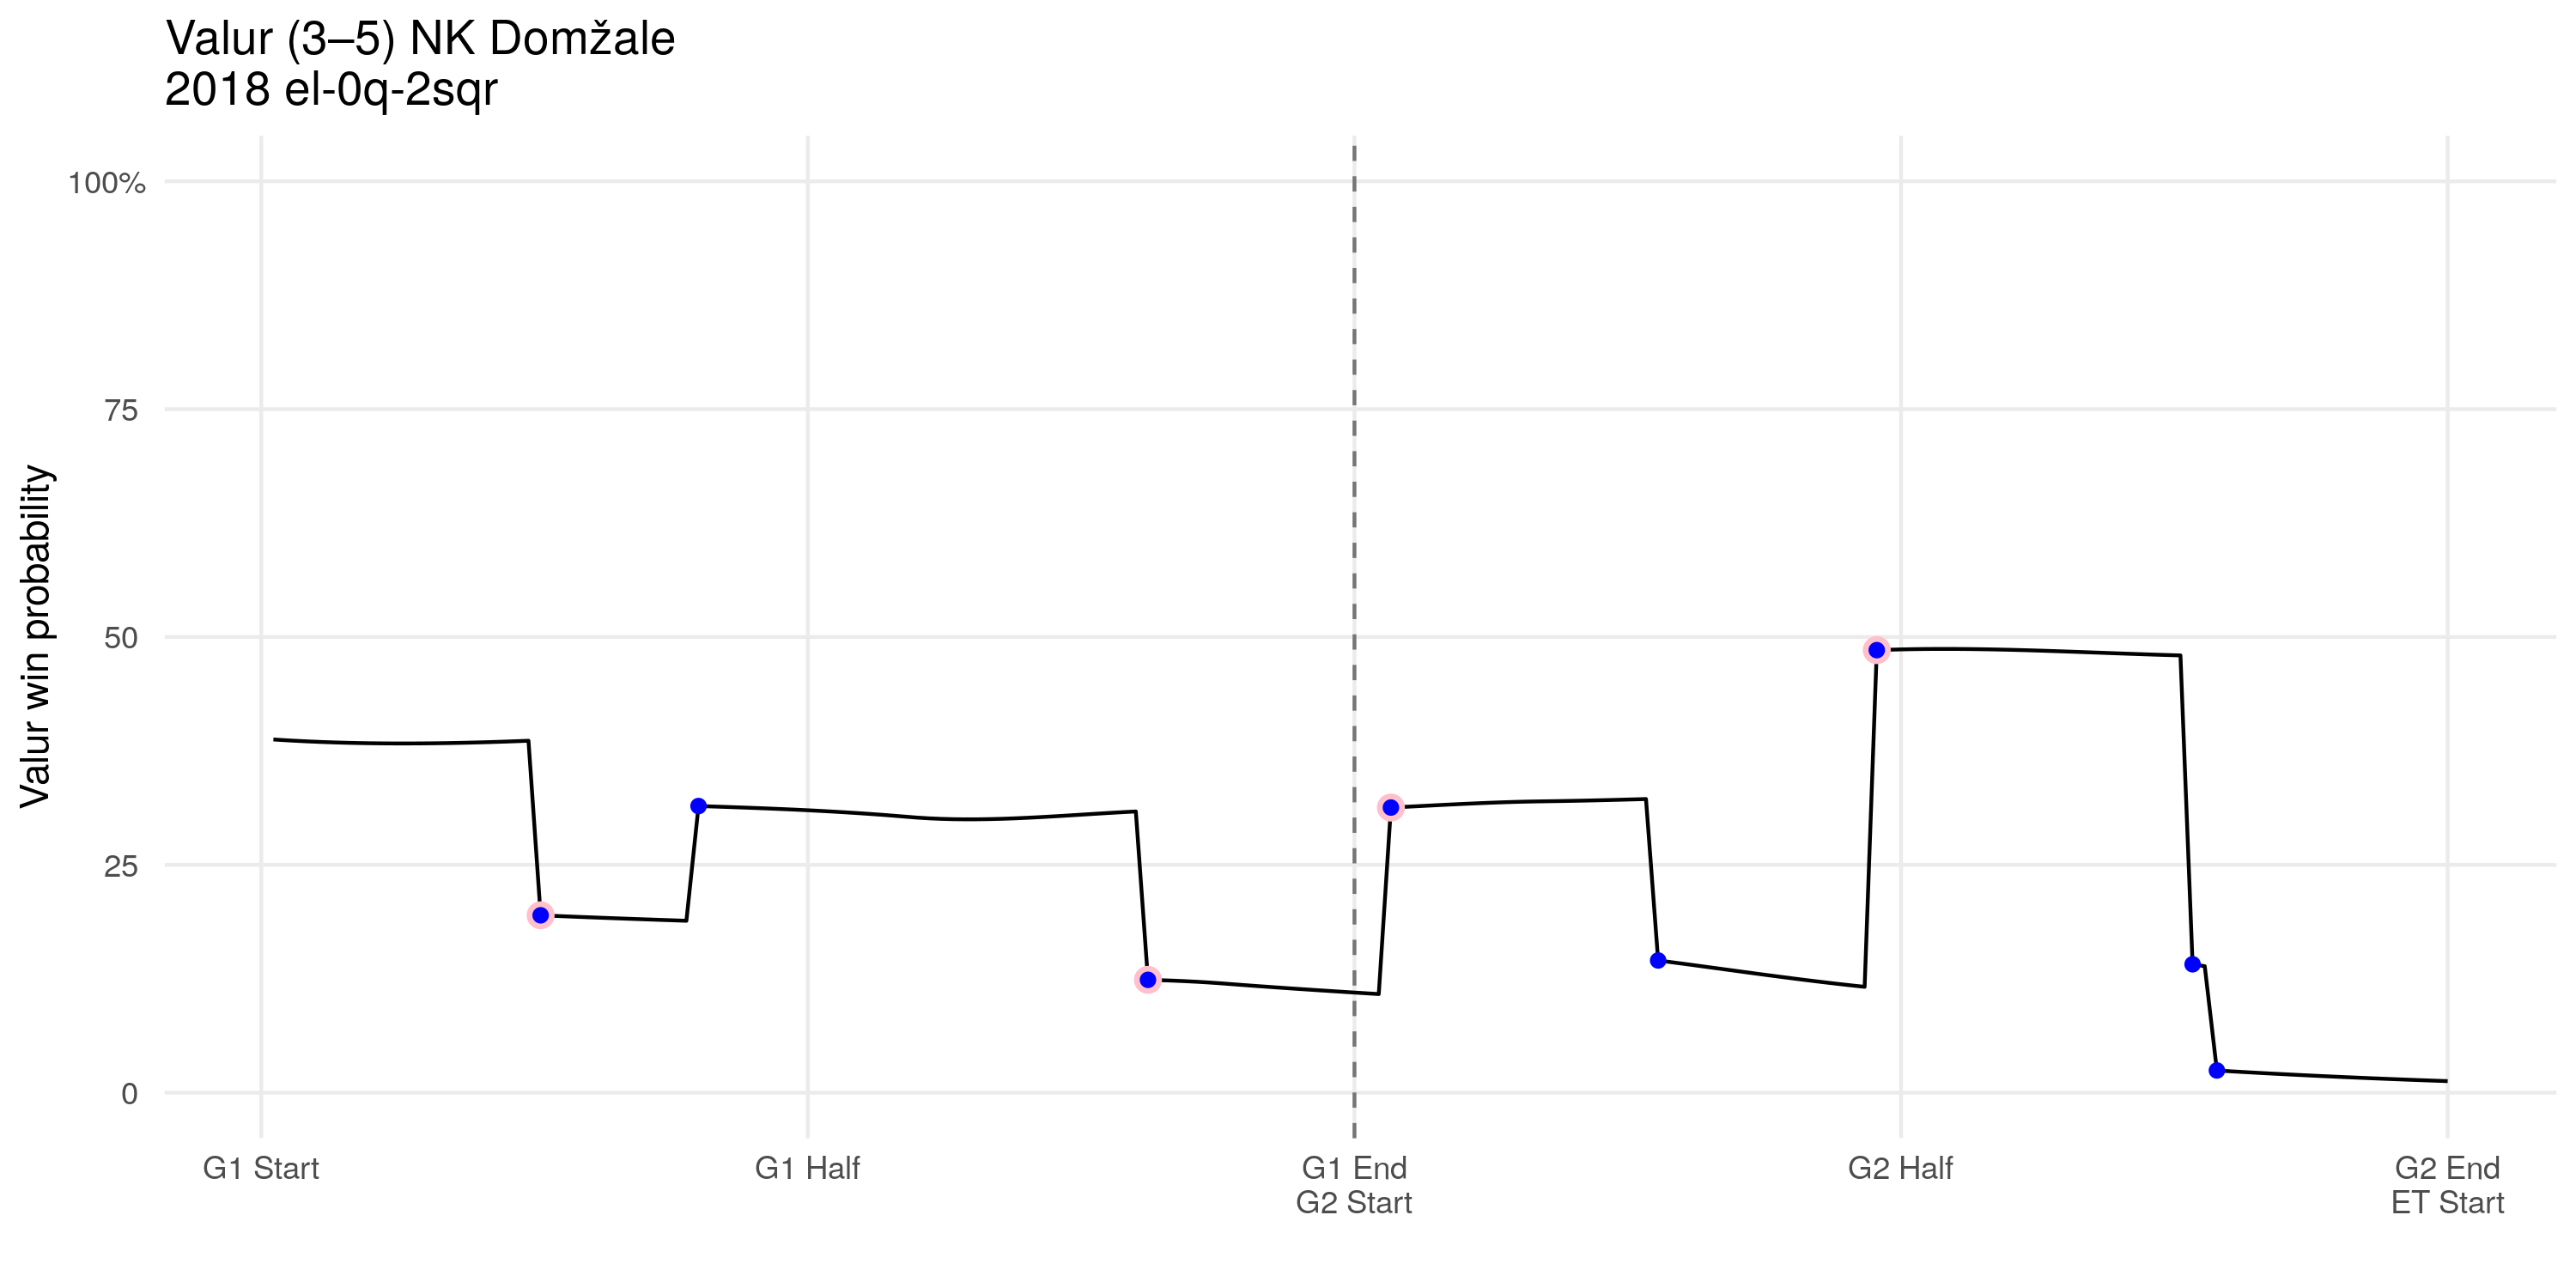 Valur (3–5) NK Domžale
2018 el-0q-2sqr
Valur win probability
100%
75
50
25
0
G1 Start
G1 Half
G1 End
G2 Start
G2 Half
G2 End
ET Start